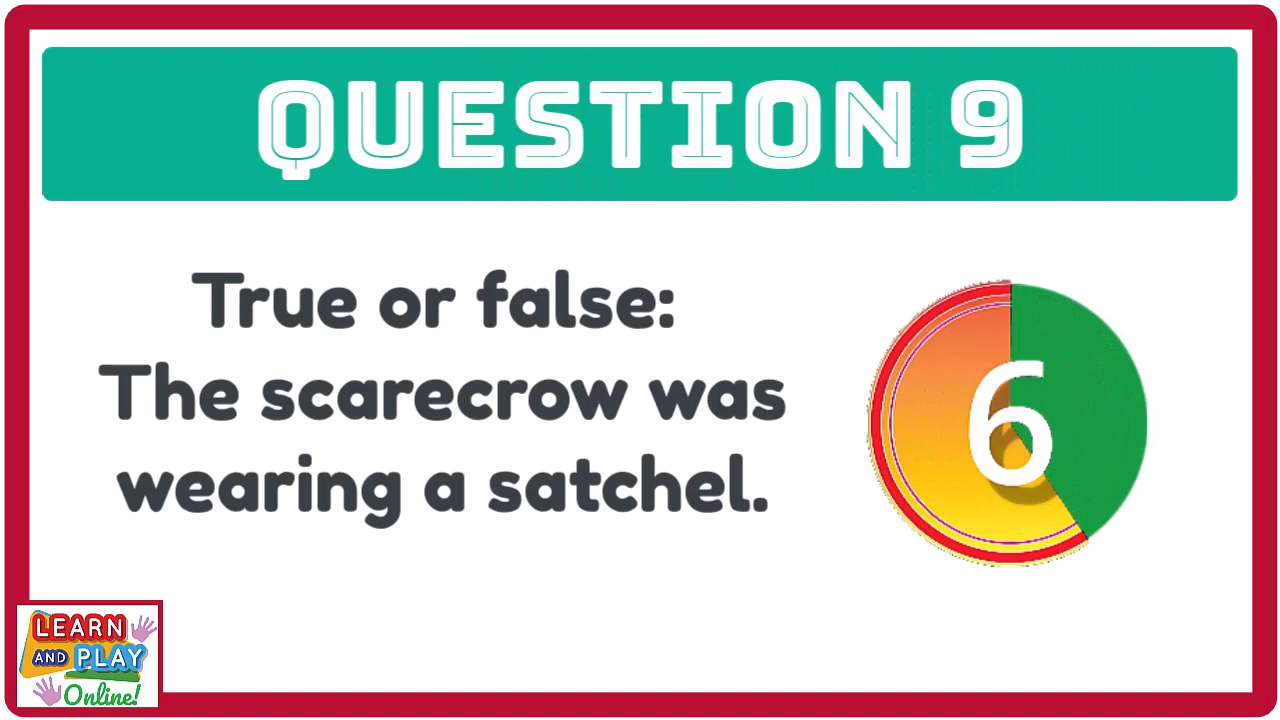 QUESTION 9
True or false:
The scarecrow was
wearing a satchel.
6
LEARN
AND PLAY
Online!